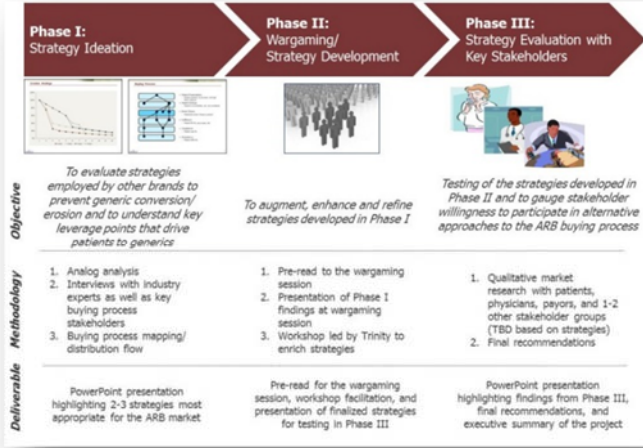 Phase I:
Strategy Ideation
Phase II:
Wargaming/
Strategy Development
Phase III:
Strategy Evaluation with
Key Stakeholders
Objective
To evaluate strategies
employed by other brands to
prevent generic conversion/
erosion and to understand key
leverage points that drive
patients to generics
To augment, enhance and refine
strategies developed in Phase I
Testing of the strategies developed in
Phase II and to gauge stakeholder
willingness to participate in alternative
approaches to the ARB buying process
Methodology
1. Analog analysis
2. Interviews with industry
experts as well as key
buying process
stakeholders
3. Buying process mapping/
distribution flow
1. Pre-read to the wargaming
session
2. Presentation of Phase I
findings at wargaming
session
3. Workshop led by Trinity to
enrich strategies
1. Qualitative market
research with patients,
physicians, payors, and 1-2
other stakeholder groups
(TBD based on strategies)
2. Final recommendations
Deliverable
PowerPoint presentation
highlighting 2-3 strategies most
appropriate for the ARB market
Pre-read for the wargaming
session, workshop facilitation, and
presentation of finalized strategies
for testing in Phase III
PowerPoint presentation
highlighting findings from Phase III,
final recommendations, and
executive summary of the project